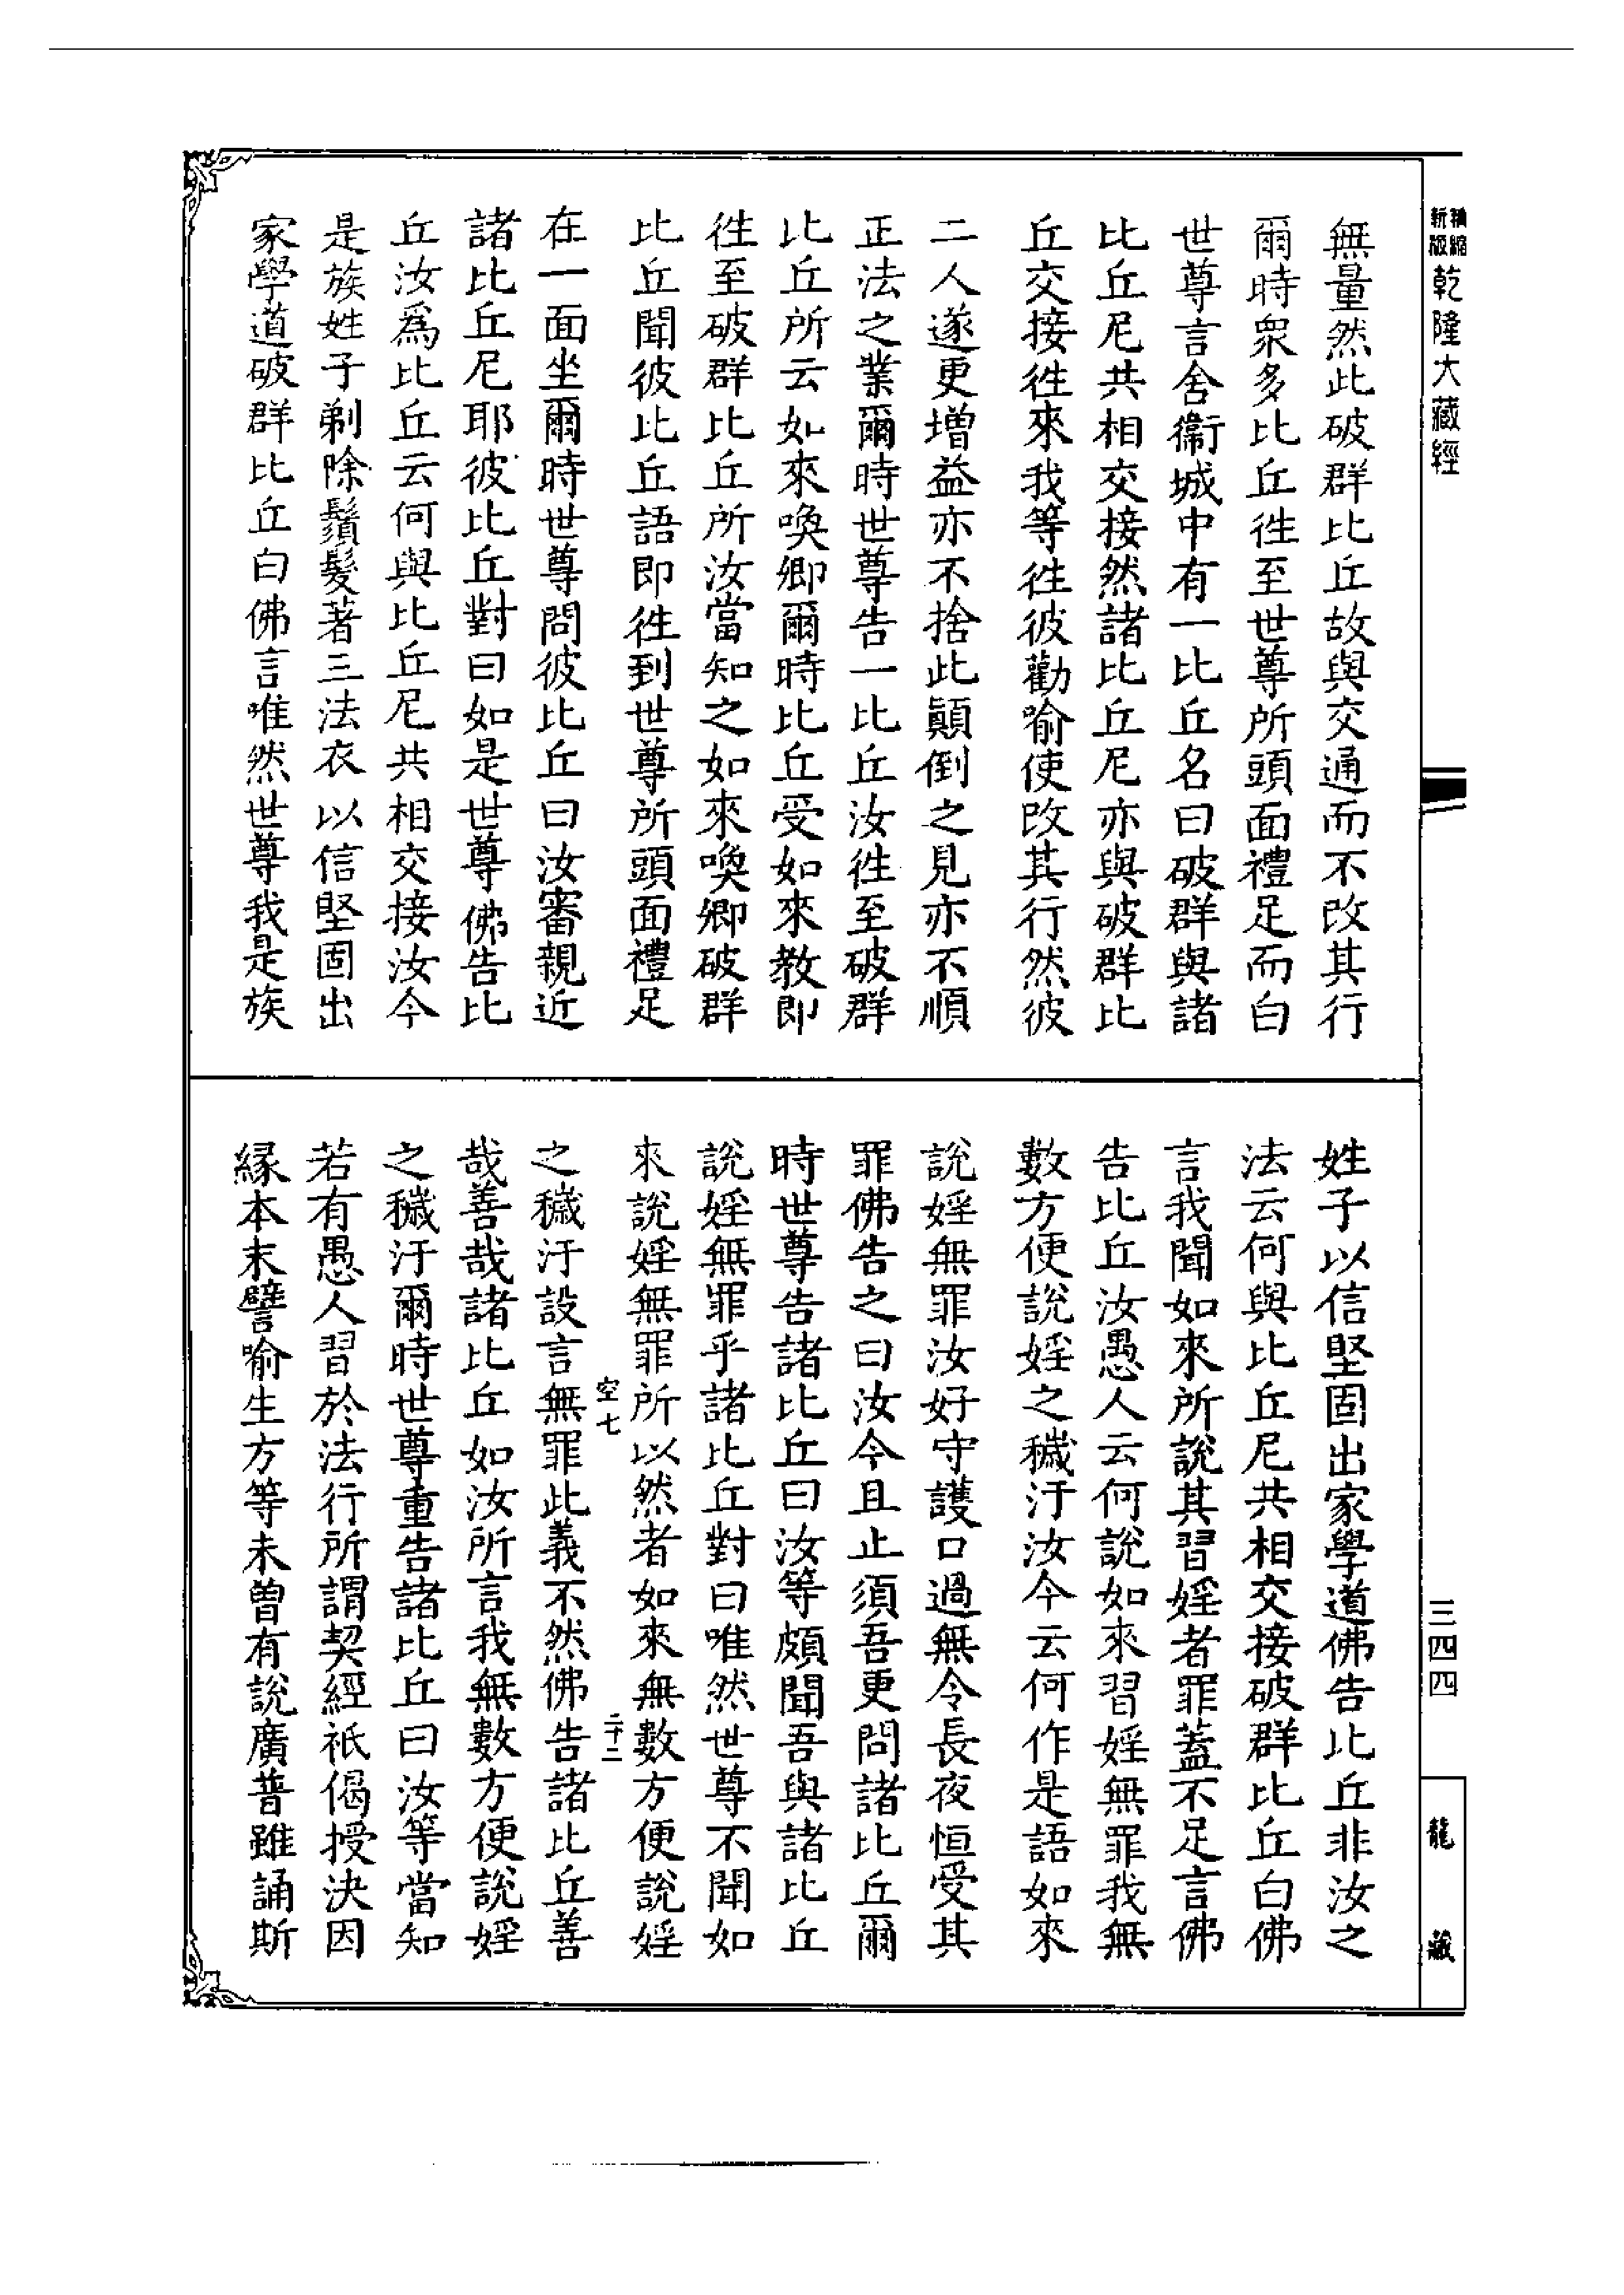 新版精縮
乾隆大藏經
無量然此破群比丘故與交通而不改其行
爾時衆多比丘往至世尊所頭面禮足而白
世尊言舍衞城中有一比丘名曰破群與諸
比丘尼共相交接然諸比丘尼亦與破群比
丘交接往來我等往彼勸喻使改其行然彼
二人遂更增益亦不捨此顚倒之見亦不順
正法之業爾時世尊告一比丘汝往至破群
比丘所云如來喚卿爾時比丘受如來教即
往至破群比丘所汝當知之如來喚卿破群
比丘聞彼比丘語即往到世尊所頭面禮足
在一面坐爾時世尊問彼比丘曰汝審親近
諸比丘尼耶彼比丘對曰如是世尊佛告比
丘汝爲比丘云何與比丘尼共相交接汝今
是族姓子剃除鬚髮著三法衣以信堅固出
家學道破群比丘白佛言唯然世尊我是族
姓子以信堅固出家學道佛告比丘非汝之
法云何與比丘尼共相交接破群比丘白佛
言我聞如來所說其習婬者罪蓋不足言佛
告比丘汝愚人云何說如來習婬無罪我無
數方便說婬之穢汙汝今云何作是語如來
說婬無罪汝好守護口過無令長夜恒受其
罪佛告之曰汝今且止須吾更問諸比丘爾
時世尊告諸比丘曰汝等頗聞吾與諸比丘
說婬無罪乎諸比丘對曰唯然世尊不聞如
來說婬無罪所以然者如來無數方便說婬
空七
二十二
之穢汙設言無罪此義不然佛告諸比丘善
哉善哉諸比丘如汝所言我無數方便說婬
之穢汙爾時世尊重告諸比丘曰汝等當知
若有愚人習於法行所謂契經祇偈授決因
緣本末譬喻生方等未曾有說廣普雖誦斯
三四四
龍藏